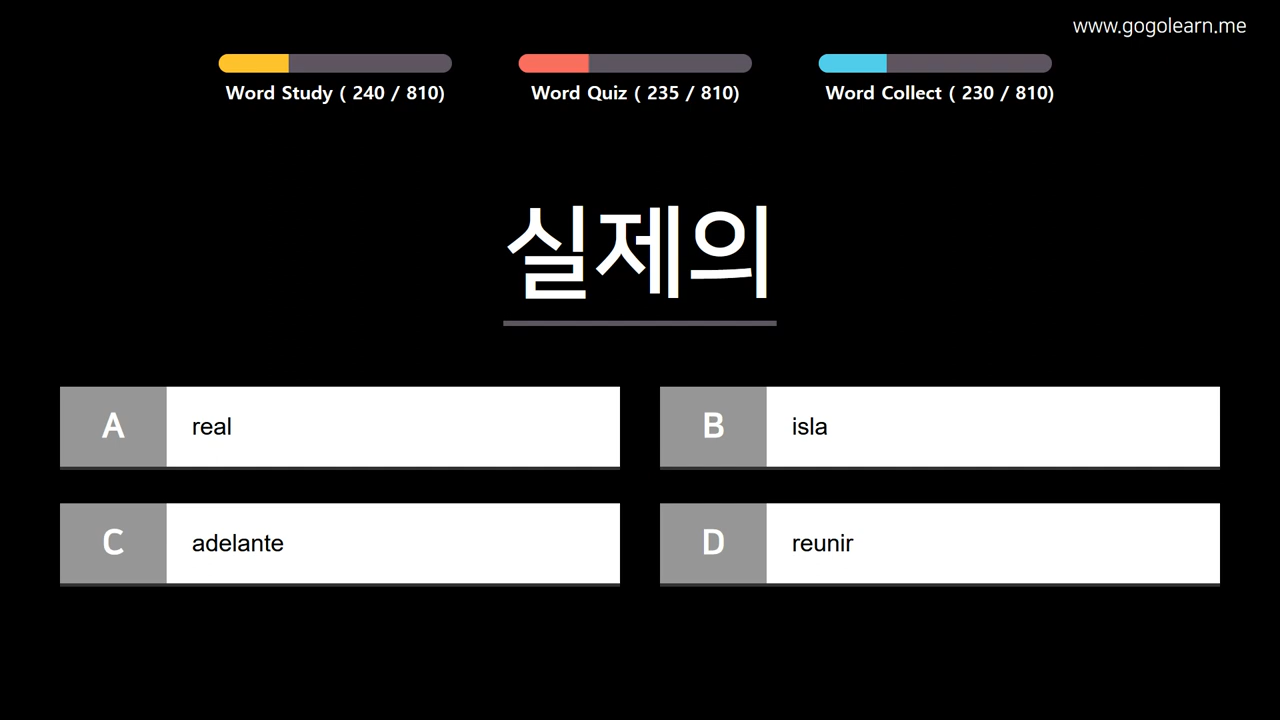 www.gogolearn.me
Word Study ( 240 / 810)
Word Quiz ( 235 / 810)
Word Collect ( 230 / 810)
실제의
A real
B isla
C adelante
D reunir